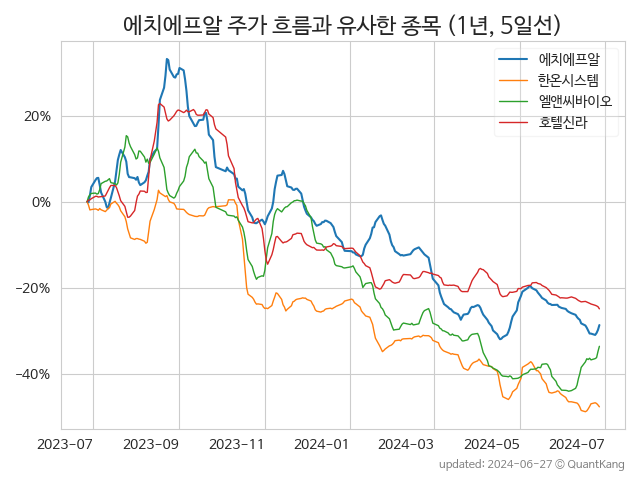 에치에프알 주가 흐름과 유사한 종목 (1년, 5일선)
에치에프알
한온시스템
엘앤씨바이오
호텔신라
20%
0%
−20%
−40%
2023-07 2023-09 2023-11 2024-01 2024-03 2024-05 2024-07
updated: 2024-06-27 © QuantKang